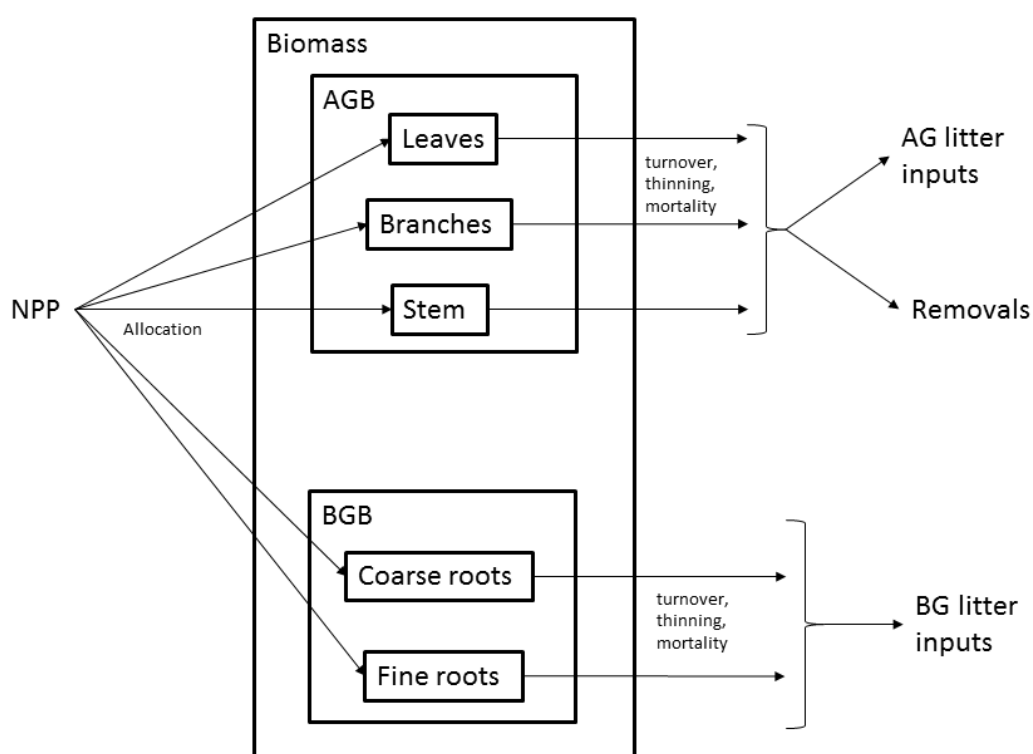 Biomass
AGB
Leaves
Branches
Stem
NPP
Allocation
turnover,
thinning,
mortality
AG litter
inputs
Removals
BGB
Coarse roots
Fine roots
turnover,
thinning,
mortality
BG litter
inputs